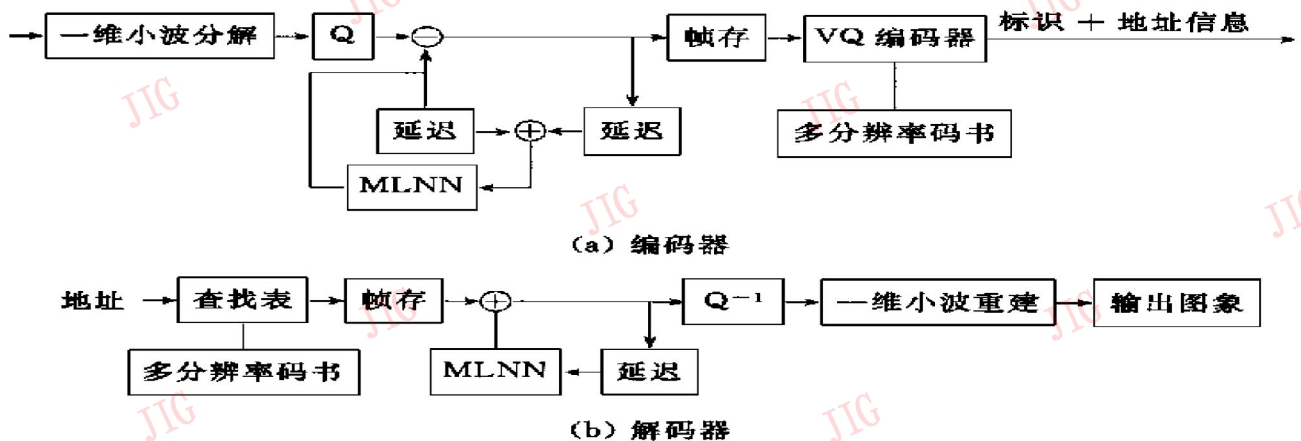 一维小波分解 Q − 帧存 VQ 编码器 标识 + 地址信息
延迟 + 延迟 多分辨率码书
MLNN
(a) 编码器
地址 查找表 帧存 + Q⁻¹ 一维小波重建 输出图象
多分辨率码书 MLNN 延迟
(b) 解码器
JIG
JIG
JIG
JIG
JIG
JIG
JIG
JIG
JIG
JIG